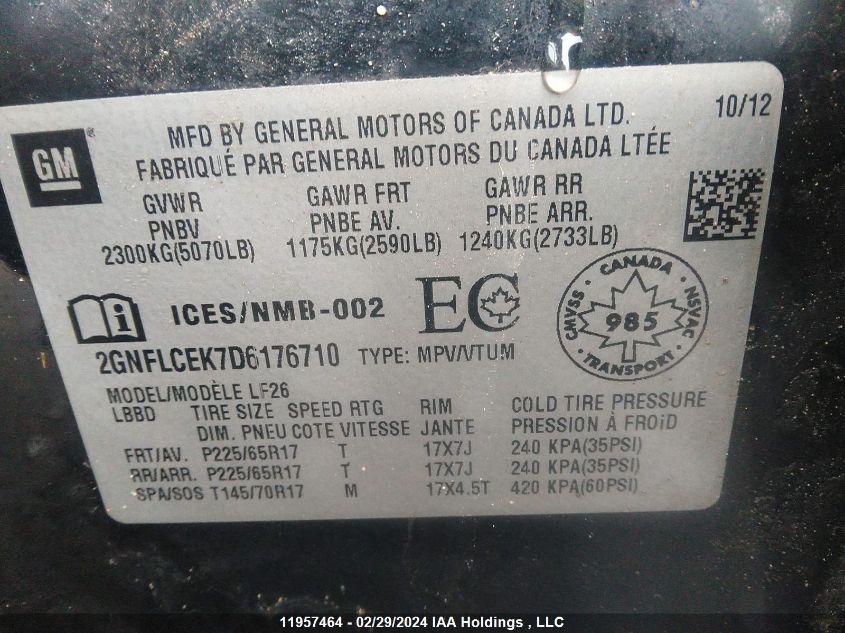 GM®
10/12
MFD BY GENERAL MOTORS OF CANADA LTD.
FABRIQUÉ PAR GENERAL MOTORS DU CANADA LTÉE
GVWR GAWR FRT GAWR RR
PNBV PNBE AV. PNBE ARR.
2300KG(5070LB) 1175KG(2590LB) 1240KG(2733LB)
i ICES/NMB-002 EC
CANADA
CMVSS 985 NSVAC
TRANSPORT
2GNFLCEK7D6176710 TYPE: MPV/VTUM
MODEL/MODÈLE LF26
LBBD TIRE SIZE SPEED RTG RIM COLD TIRE PRESSURE
DIM. PNEU COTE VITESSE JANTE PRESSION À FROiD
FRT/AV. P225/65R17 T 17X7J 240 KPA(35PSI)
RR/ARR. P225/65R17 T 17X7J 240 KPA(35PSI)
SPA/SOS T145/70R17 M 17X4.5T 420 KPA(60PSI)
11957464 - 02/29/2024 IAA Holdings , LLC